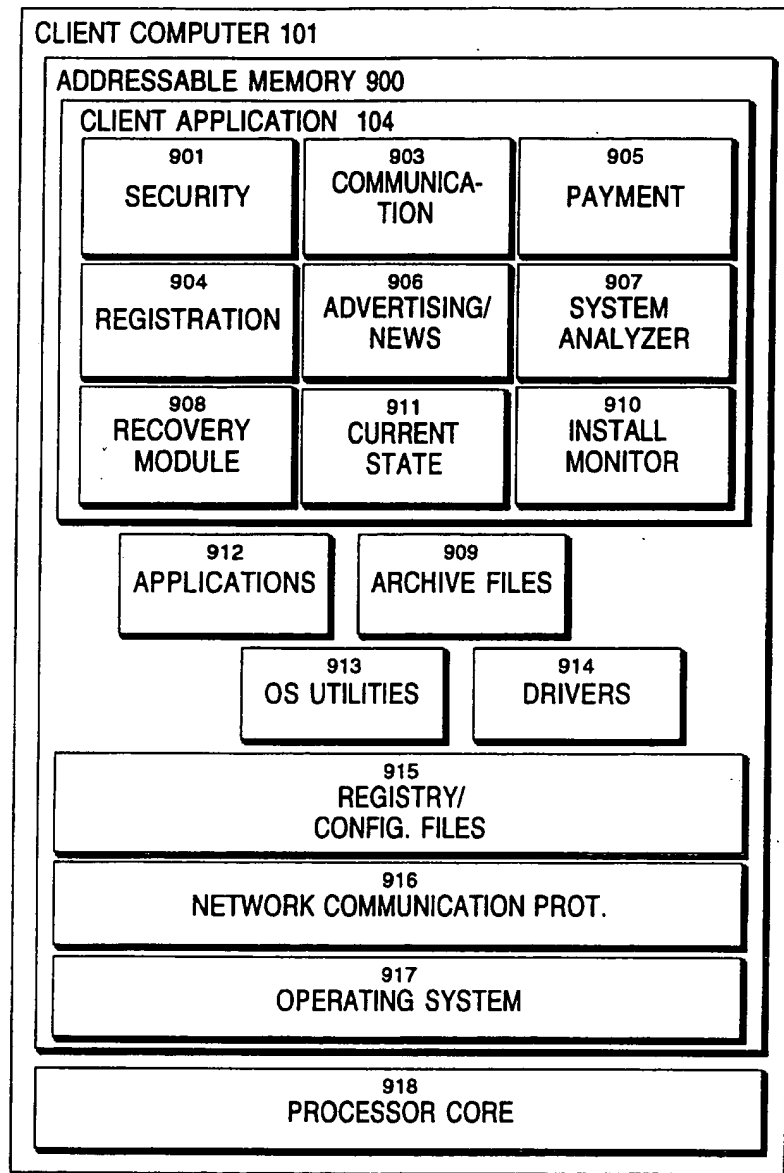 CLIENT COMPUTER 101
ADDRESSABLE MEMORY 900
CLIENT APPLICATION 104
901
SECURITY
903
COMMUNICA-
TION
905
PAYMENT
904
REGISTRATION
906
ADVERTISING/
NEWS
907
SYSTEM
ANALYZER
908
RECOVERY
MODULE
911
CURRENT
STATE
910
INSTALL
MONITOR
912
APPLICATIONS
909
ARCHIVE FILES
913
OS UTILITIES
914
DRIVERS
915
REGISTRY/
CONFIG. FILES
916
NETWORK COMMUNICATION PROT.
917
OPERATING SYSTEM
918
PROCESSOR CORE